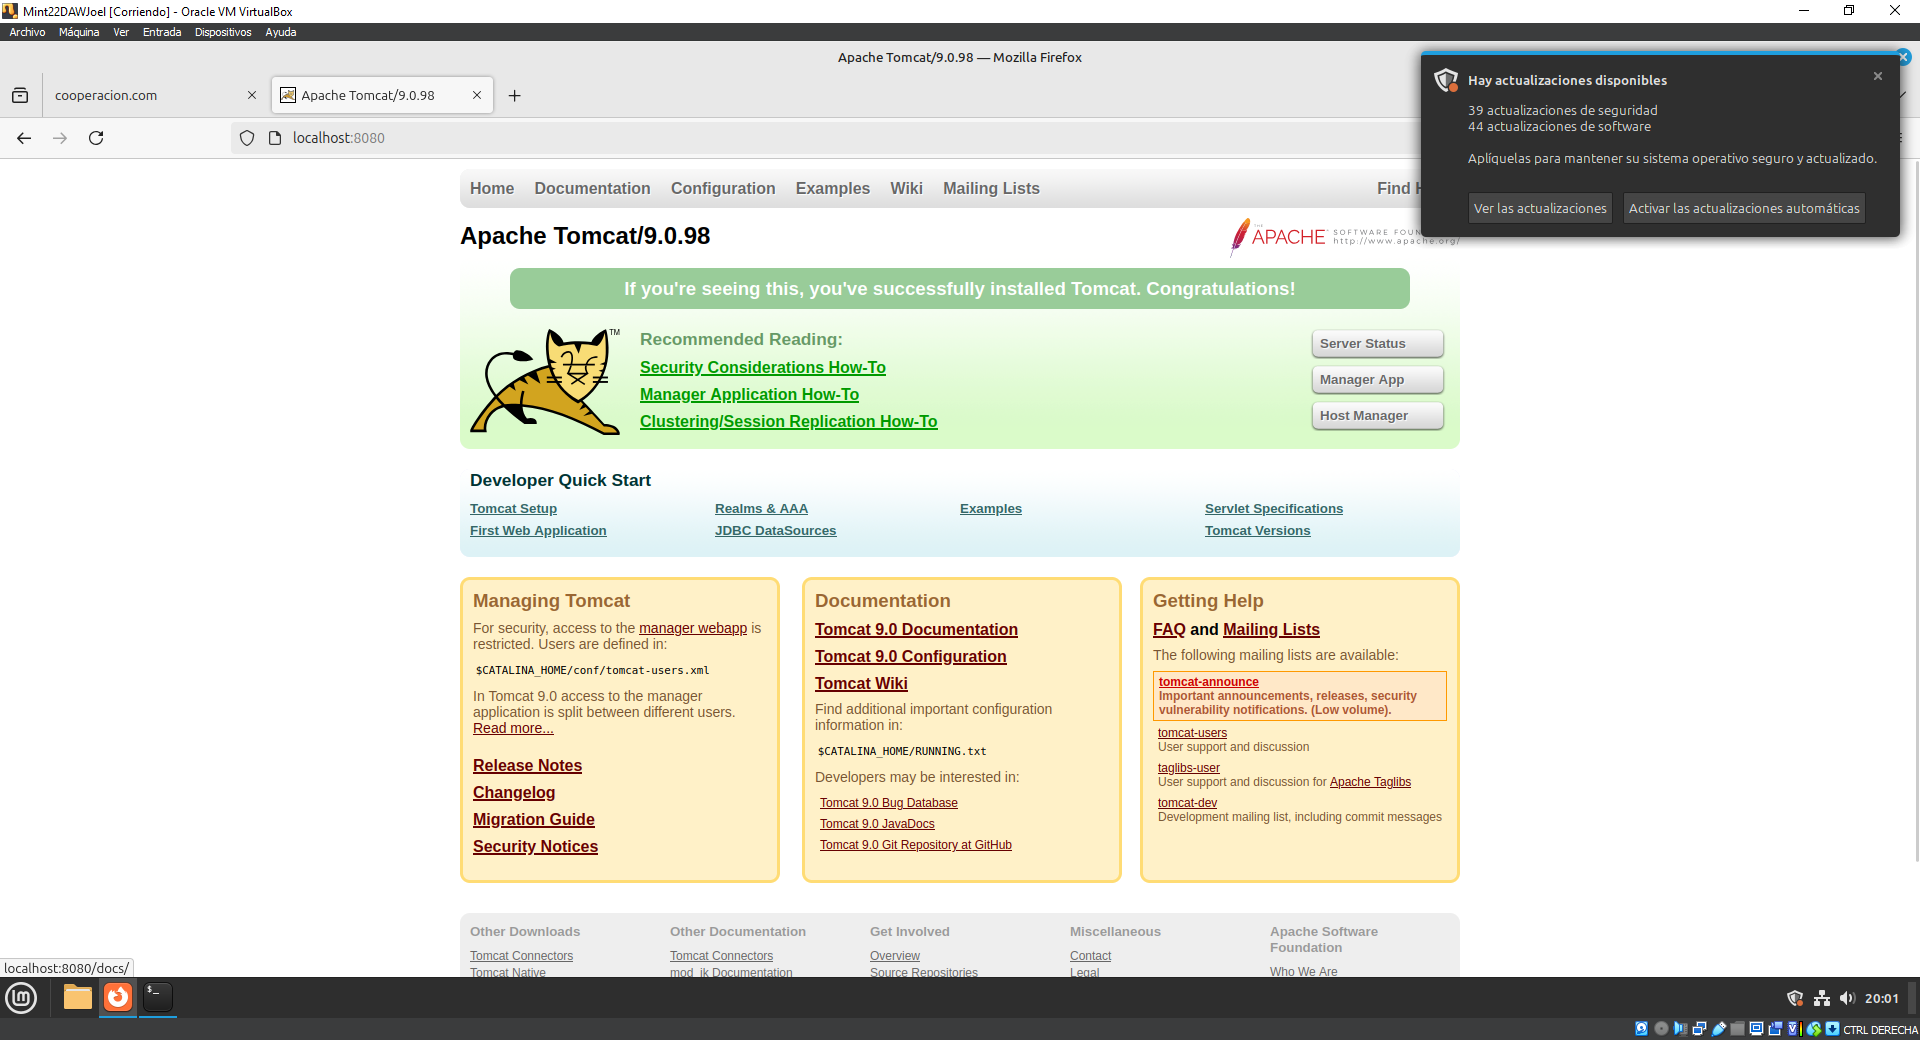 Mint22DAWJoel [Corriendo] - Oracle VM VirtualBox
Archivo Máquina Ver Entrada Dispositivos Ayuda
Apache Tomcat/9.0.98 — Mozilla Firefox
cooperacion.com
Apache Tomcat/9.0.98
localhost:8080
Hay actualizaciones disponibles
39 actualizaciones de seguridad
44 actualizaciones de software
Aplíquelas para mantener su sistema operativo seguro y actualizado.
Ver las actualizaciones
Activar las actualizaciones automáticas
Home Documentation Configuration Examples Wiki Mailing Lists Find
Apache Tomcat/9.0.98
THE APACHE SOFTWARE
http://www.apache.org/
If you're seeing this, you've successfully installed Tomcat. Congratulations!
TM
Recommended Reading:
Security Considerations How-To
Manager Application How-To
Clustering/Session Replication How-To
Server Status
Manager App
Host Manager
Developer Quick Start
Tomcat Setup
First Web Application
Realms & AAA
JDBC DataSources
Examples
Servlet Specifications
Tomcat Versions
Managing Tomcat
For security, access to the manager webapp is
restricted. Users are defined in:
$CATALINA_HOME/conf/tomcat-users.xml
In Tomcat 9.0 access to the manager
application is split between different users.
Read more...
Release Notes
Changelog
Migration Guide
Security Notices
Documentation
Tomcat 9.0 Documentation
Tomcat 9.0 Configuration
Tomcat Wiki
Find additional important configuration
information in:
$CATALINA_HOME/RUNNING.txt
Developers may be interested in:
Tomcat 9.0 Bug Database
Tomcat 9.0 JavaDocs
Tomcat 9.0 Git Repository at GitHub
Getting Help
FAQ and Mailing Lists
The following mailing lists are available:
tomcat-announce
Important announcements, releases, security
vulnerability notifications. (Low volume).
tomcat-users
User support and discussion
taglibs-user
User support and discussion for Apache Taglibs
tomcat-dev
Development mailing list, including commit messages
Other Downloads
Tomcat Connectors
Tomcat Native
Other Documentation
Tomcat Connectors
mod_jk Documentation
Get Involved
Overview
Source Repositories
Miscellaneous
Contact
Legal
Apache Software
Foundation
Who We Are
localhost:8080/docs/
20:01
CTRL DERECHA